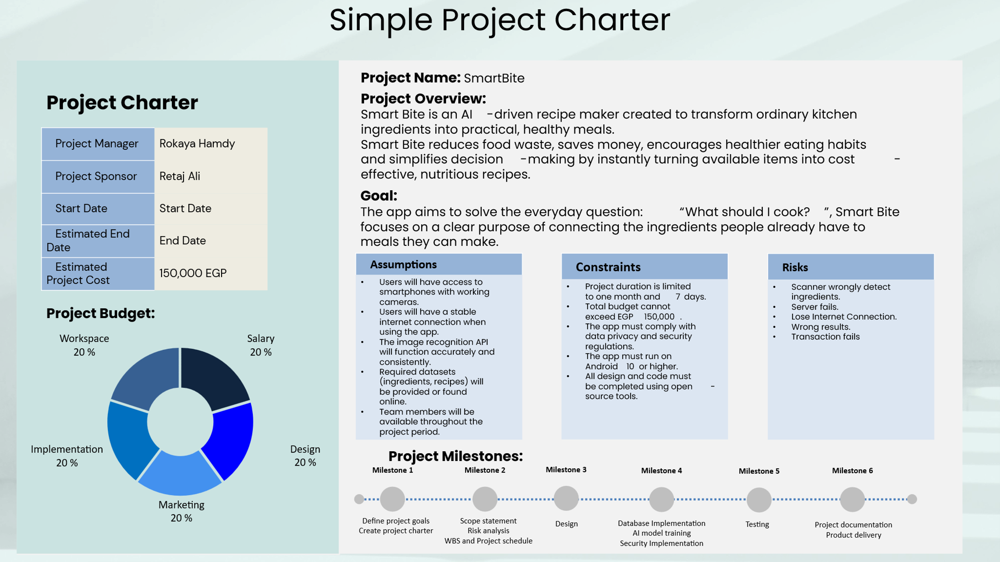 Simple Project Charter
Project Charter
Project Manager
Rokaya Hamdy
Project Sponsor
Retaj Ali
Start Date
Start Date
Estimated End
Date
End Date
Estimated
Project Cost
150,000 EGP
Project Budget:
Workspace
20 %
Salary
20 %
Implementation
20 %
Design
20 %
Marketing
20 %
Project Name: SmartBite
Project Overview:
Smart Bite is an AI -driven recipe maker created to transform ordinary kitchen
ingredients into practical, healthy meals.
Smart Bite reduces food waste, saves money, encourages healthier eating habits
and simplifies decision -making by instantly turning available items into cost -
effective, nutritious recipes.
Goal:
The app aims to solve the everyday question: “What should I cook? ”, Smart Bite
focuses on a clear purpose of connecting the ingredients people already have to
meals they can make.
Assumptions
• Users will have access to
smartphones with working
cameras.
• Users will have a stable
internet connection when
using the app.
• The image recognition API
will function accurately and
consistently.
• Required datasets
(ingredients, recipes) will
be provided or found
online.
• Team members will be
available throughout the
project period.
Constraints
• Project duration is limited
to one month and 7 days.
• Total budget cannot
exceed EGP 150,000 .
• The app must comply with
data privacy and security
regulations.
• The app must run on
Android 10 or higher.
• All design and code must
be completed using open -
source tools.
Risks
• Scanner wrongly detect
ingredients.
• Server fails.
• Lose Internet Connection.
• Wrong results.
• Transaction fails
Project Milestones:
Milestone 1
Milestone 2
Milestone 3
Milestone 4
Milestone 5
Milestone 6
Define project goals
Create project charter
Scope statement
Risk analysis
WBS and Project schedule
Design
Database Implementation
AI model training
Security Implementation
Testing
Project documentation
Product delivery